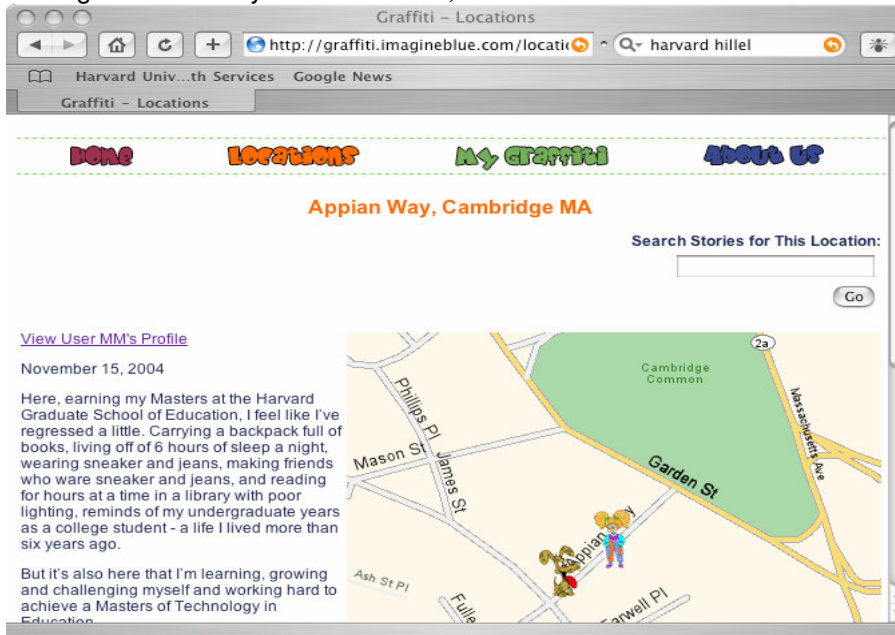 Graffiti – Locations
http://graffiti.imagineblue.com/locatic
harvard hillel
Harvard Univ...th Services Google News
Graffiti – Locations
Home Locations My Graffiti About Us
Appian Way, Cambridge MA
Search Stories for This Location:
Go
View User MM's Profile
November 15, 2004
Here, earning my Masters at the Harvard
Graduate School of Education, I feel like I've
regressed a little. Carrying a backpack full of
books, living off of 6 hours of sleep a night,
wearing sneaker and jeans, making friends
who ware sneaker and jeans, and reading
for hours at a time in a library with poor
lighting, reminds of my undergraduate years
as a college student - a life I lived more than
six years ago.
But it's also here that I'm learning, growing
and challenging myself and working hard to
achieve a Masters of Technology in
Education
2a
Cambridge
Common
Massachusetts Ave
Phillips Pl
Mason St
James St
Garden St
Appian
Ash St Pl
Fulle
Farwell Pl